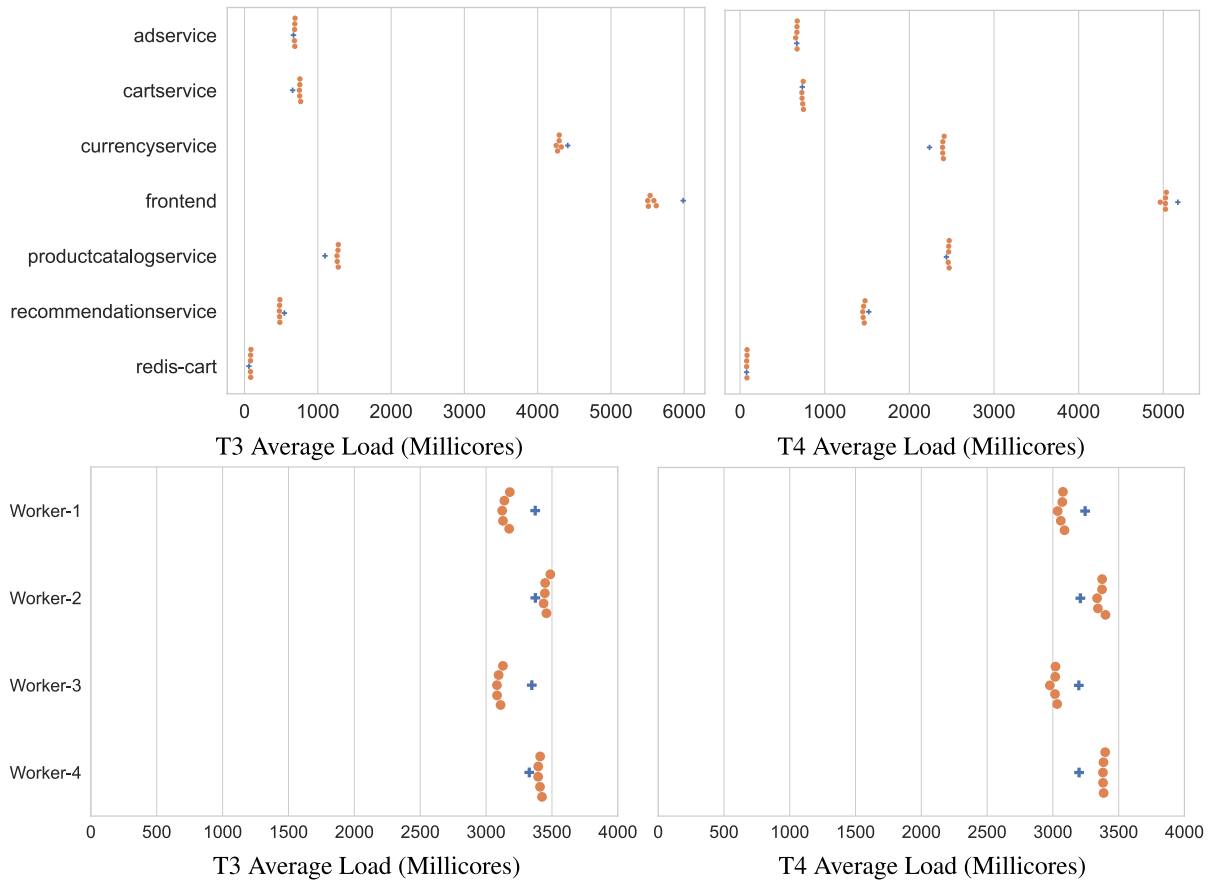 adservice
cartservice
currencyservice
frontend
productcatalogservice
recommendationservice
redis-cart
0 1000 2000 3000 4000 5000 6000
0 1000 2000 3000 4000 5000
T3 Average Load (Millicores)
T4 Average Load (Millicores)
Worker-1
Worker-2
Worker-3
Worker-4
0 500 1000 1500 2000 2500 3000 3500 4000
0 500 1000 1500 2000 2500 3000 3500 4000
T3 Average Load (Millicores)
T4 Average Load (Millicores)